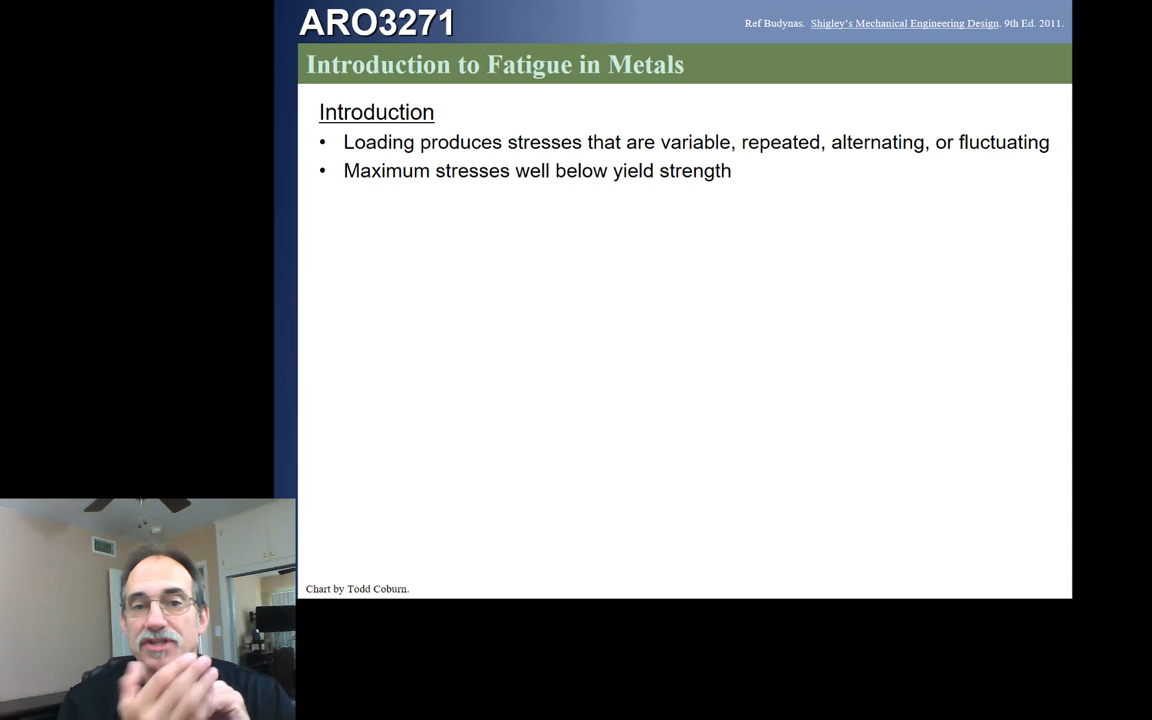 ARO3271
Ref Budynas. Shigley's Mechanical Engineering Design. 9th Ed. 2011.
Introduction to Fatigue in Metals
Introduction
• Loading produces stresses that are variable, repeated, alternating, or fluctuating
• Maximum stresses well below yield strength
Chart by Todd Coburn.